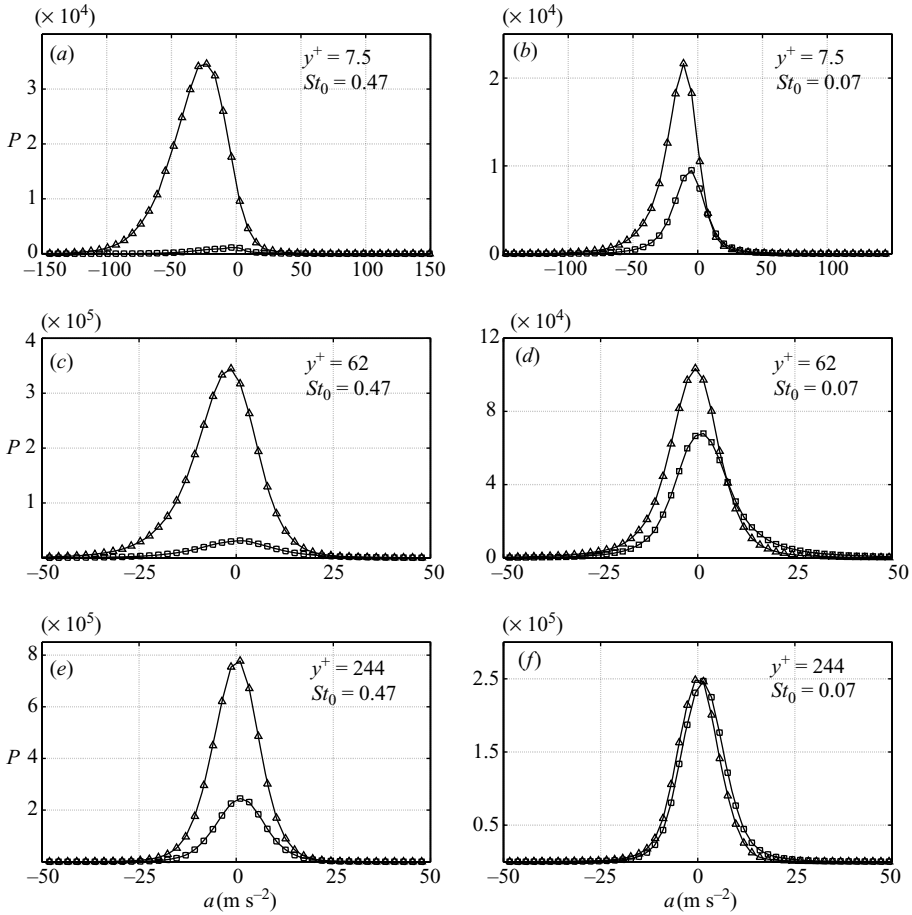 (× 10⁴)
(a)
y⁺ = 7.5
St₀ = 0.47
3
P 2
1
0
−150 −100 −50 0 50 100 150
(× 10⁴)
(b)
y⁺ = 7.5
St₀ = 0.07
2
1
0
−100 −50 0 50 100
(× 10⁵)
4
(c)
y⁺ = 62
St₀ = 0.47
3
P 2
1
−50 −25 0 25 50
(× 10⁴)
12
(d)
y⁺ = 62
St₀ = 0.07
8
4
0
−50 −25 0 25 50
(× 10⁵)
8
(e)
y⁺ = 244
St₀ = 0.47
6
P 4
2
−50 −25 0 25 50
a (m s⁻²)
(× 10⁵)
(f)
y⁺ = 244
St₀ = 0.07
2.5
1.5
0.5
−50 −25 0 25 50
a (m s⁻²)